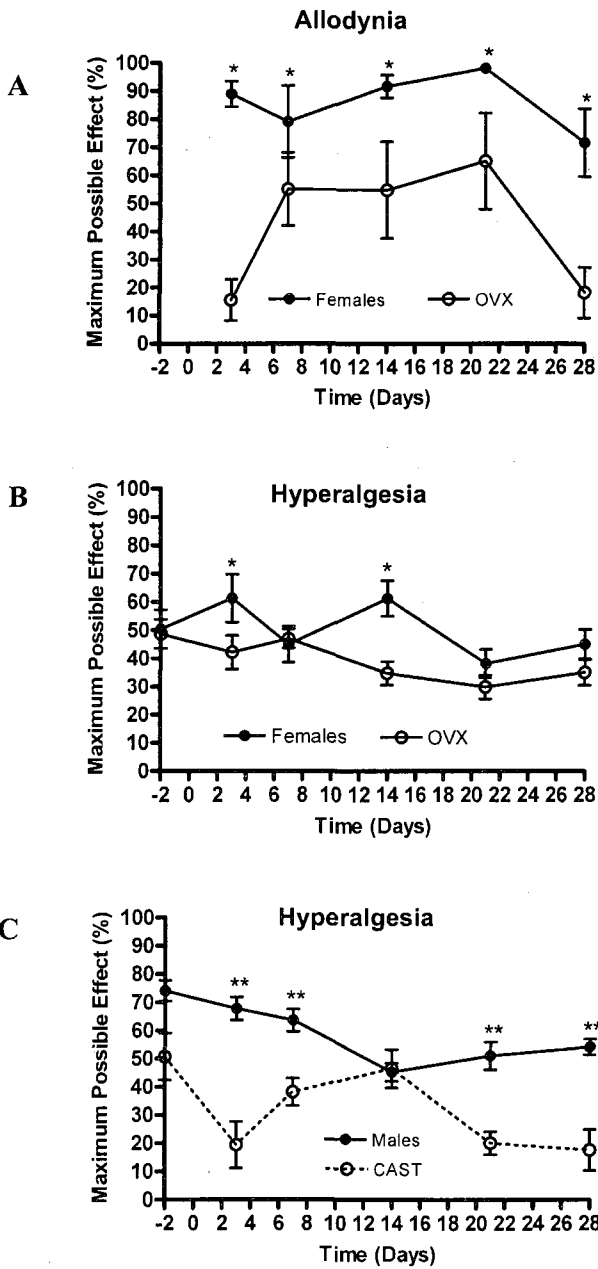 Allodynia
A
Maximum Possible Effect (%)
100
90
80
70
60
50
40
30
20
10
0
* * * * *
Females OVX
-2 0 2 4 6 8 10 12 14 16 18 20 22 24 26 28
Time (Days)
B
Hyperalgesia
Maximum Possible Effect (%)
100
90
80
70
60
50
40
30
20
10
0
* *
Females OVX
-2 0 2 4 6 8 10 12 14 16 18 20 22 24 26 28
Time (Days)
C
Hyperalgesia
Maximum Possible Effect (%)
100
90
80
70
60
50
40
30
20
10
0
** ** ** **
Males
CAST
-2 0 2 4 6 8 10 12 14 16 18 20 22 24 26 28
Time (Days)